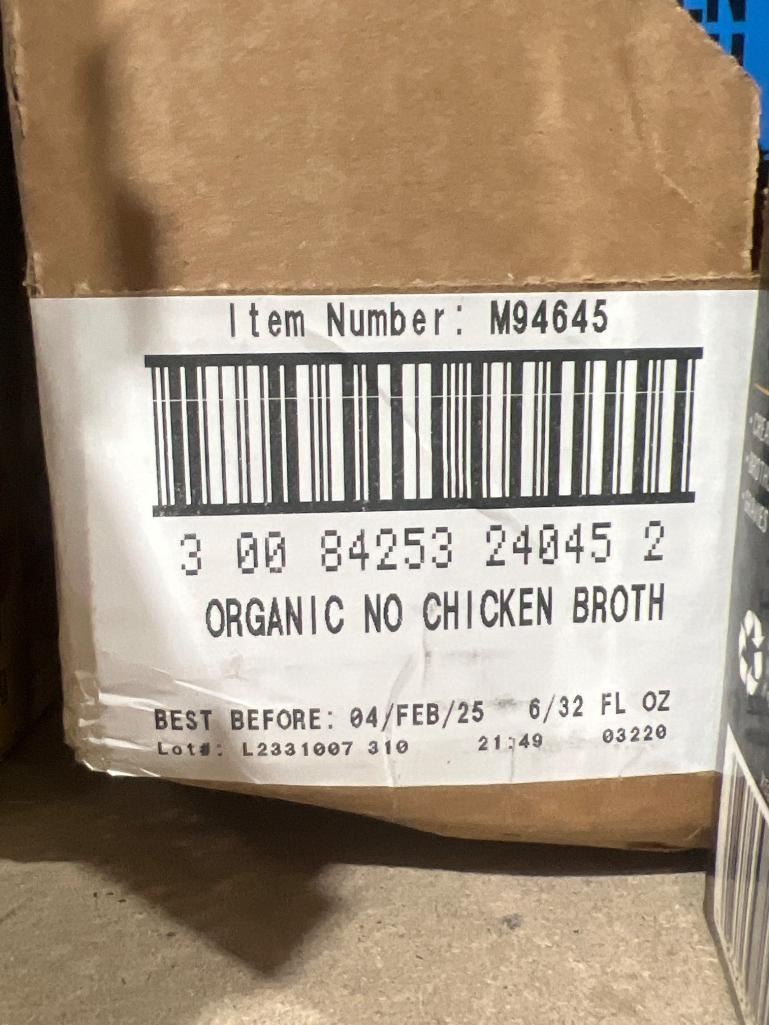 Item Number: M94645
3 00 84253 24045 2
ORGANIC NO CHICKEN BROTH
BEST BEFORE: 04/FEB/25 6/32 FL OZ
Lot#: L2331007 310 21:49 03220